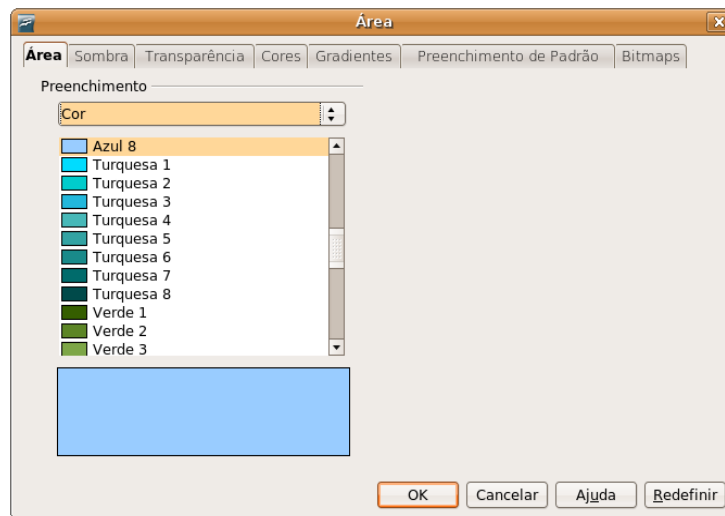 Área
Área Sombra Transparência Cores Gradientes Preenchimento de Padrão Bitmaps
Preenchimento
Cor
Azul 8
Turquesa 1
Turquesa 2
Turquesa 3
Turquesa 4
Turquesa 5
Turquesa 6
Turquesa 7
Turquesa 8
Verde 1
Verde 2
Verde 3
OK Cancelar Ajuda Redefinir